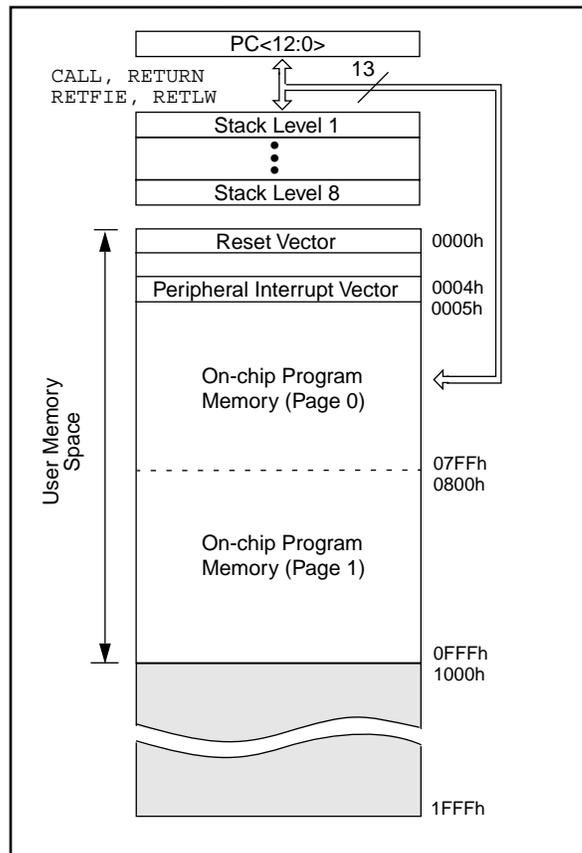 PC<12:0>
CALL, RETURN
RETFIE, RETLW
13
Stack Level 1
Stack Level 8
Reset Vector
0000h
Peripheral Interrupt Vector
0004h
0005h
On-chip Program
Memory (Page 0)
User Memory
Space
07FFh
0800h
On-chip Program
Memory (Page 1)
0FFFh
1000h
1FFFh